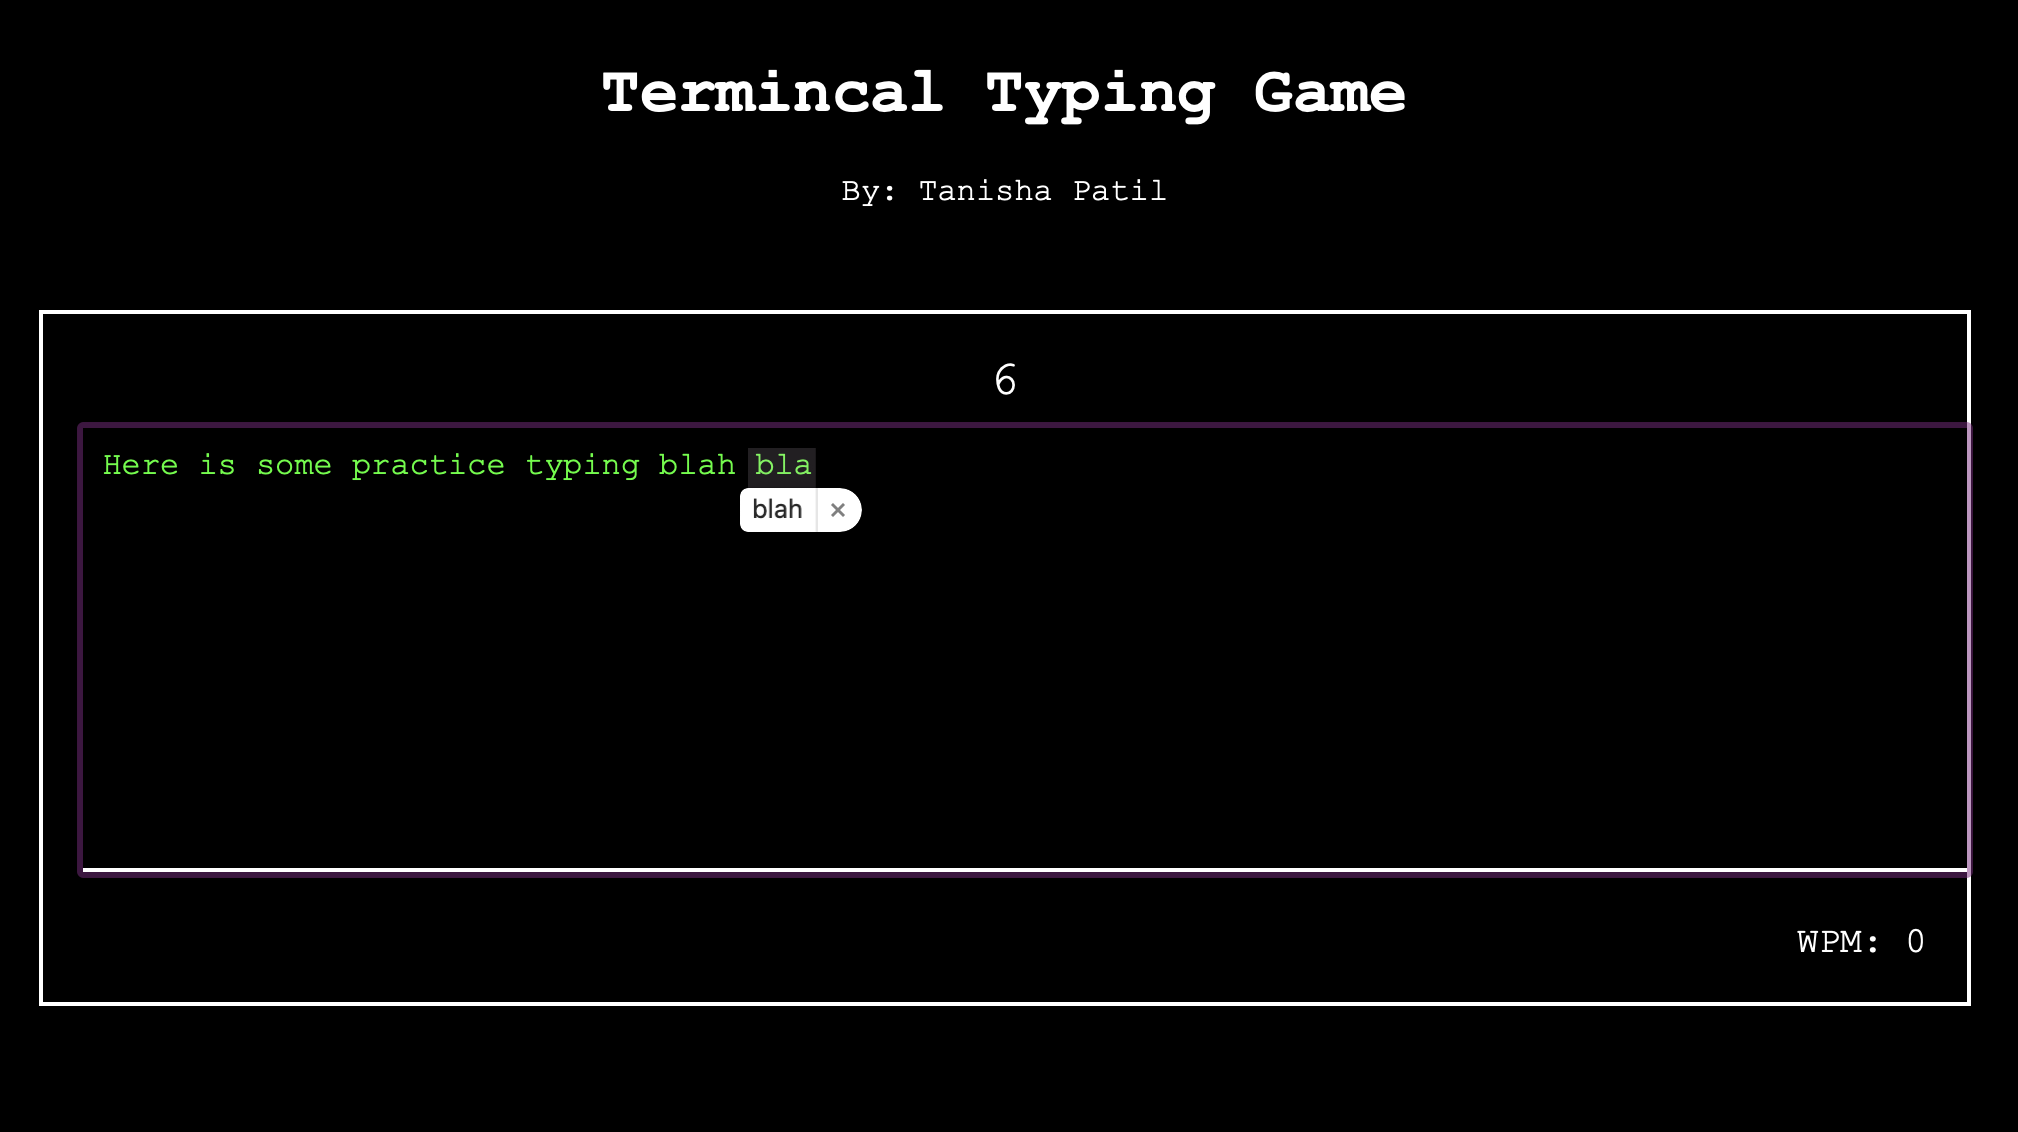 Termincal Typing Game
By: Tanisha Patil
6
Here is some practice typing blah bla
blah ×
WPM: 0